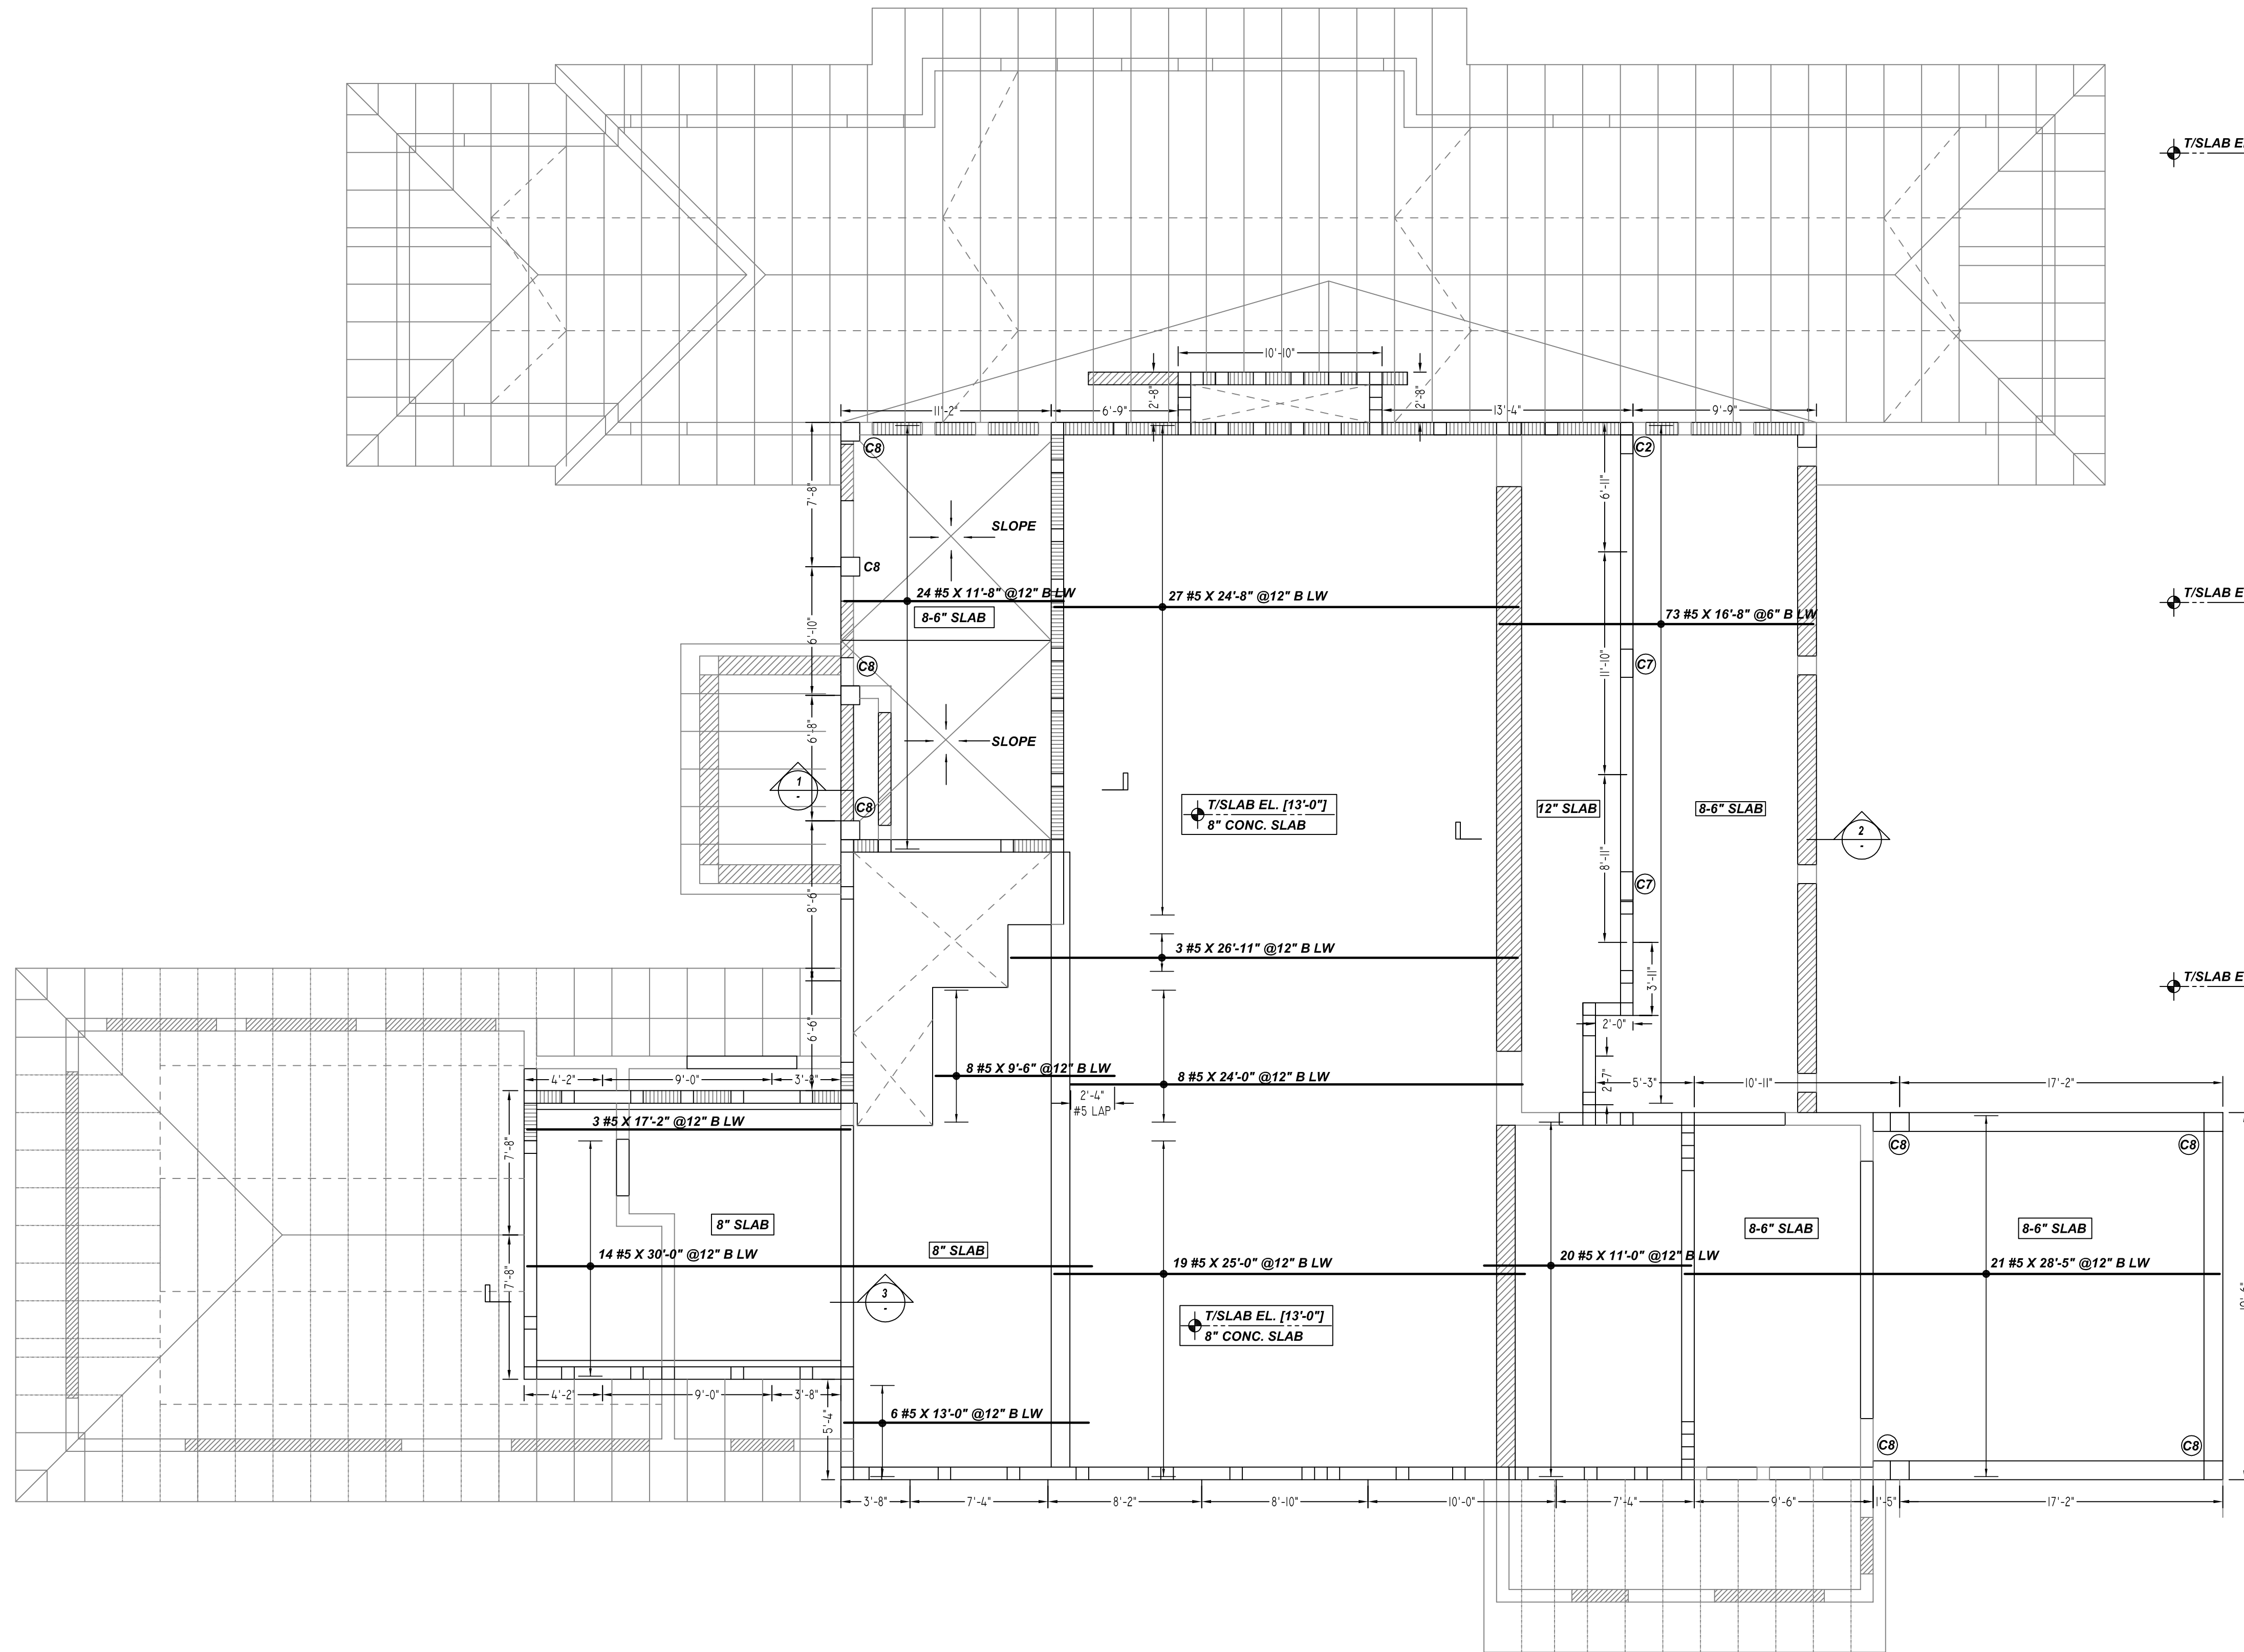 T/SLAB E
10'-10"
2'-8"
2'-8"
11'-2"
6'-9"
13'-4"
9'-9"
C8
C2
7'-8"
6'-11"
SLOPE
C8
24 #5 X 11'-8" @12" B LW
27 #5 X 24'-8" @12" B LW
T/SLAB E
8-6" SLAB
73 #5 X 16'-8" @6" B LW
6'-10"
11'-10"
C8
C7
6'-8"
SLOPE
1
-
C8
T/SLAB EL. [13'-0"]
8" CONC. SLAB
12" SLAB
8-6" SLAB
2
-
8'-11"
C7
8'-6"
3 #5 X 26'-11" @12" B LW
3'-11"
T/SLAB E
2'-0"
6'-6"
8 #5 X 9'-6" @12" B LW
8 #5 X 24'-0" @12" B LW
4'-2"
9'-0"
3'-8"
2'-7"
5'-3"
10'-11"
17'-2"
2'-4"
#5 LAP
3 #5 X 17'-2" @12" B LW
7'-8"
C8
C8
8" SLAB
8" SLAB
8-6" SLAB
8-6" SLAB
14 #5 X 30'-0" @12" B LW
19 #5 X 25'-0" @12" B LW
20 #5 X 11'-0" @12" B LW
21 #5 X 28'-5" @12" B LW
7'-8"
3
-
T/SLAB EL. [13'-0"]
8" CONC. SLAB
4'-2"
9'-0"
3'-8"
5'-4"
6 #5 X 13'-0" @12" B LW
C8
C8
3'-8"
7'-4"
8'-2"
8'-10"
10'-0"
7'-4"
9'-6"
1'-5"
17'-2"